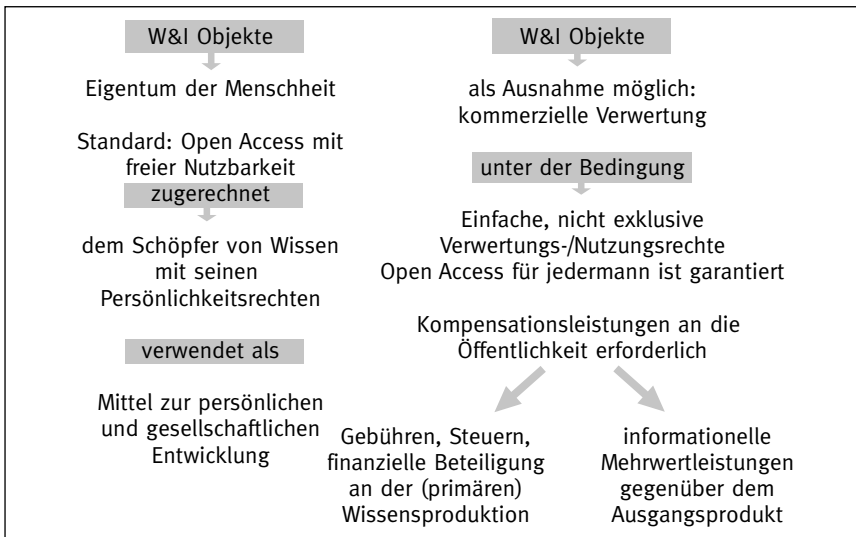 W&I Objekte
Eigentum der Menschheit
Standard: Open Access mit
freier Nutzbarkeit
zugerechnet
dem Schöpfer von Wissen
mit seinen
Persönlichkeitsrechten
verwendet als
Mittel zur persönlichen
und gesellschaftlichen
Entwicklung
W&I Objekte
als Ausnahme möglich:
kommerzielle Verwertung
unter der Bedingung
Einfache, nicht exklusive
Verwertungs-/Nutzungsrechte
Open Access für jedermann ist garantiert
Kompensationsleistungen an die
Öffentlichkeit erforderlich
Gebühren, Steuern,
finanzielle Beteiligung
an der (primären)
Wissensproduktion
informationelle
Mehrwertleistungen
gegenüber dem
Ausgangsprodukt